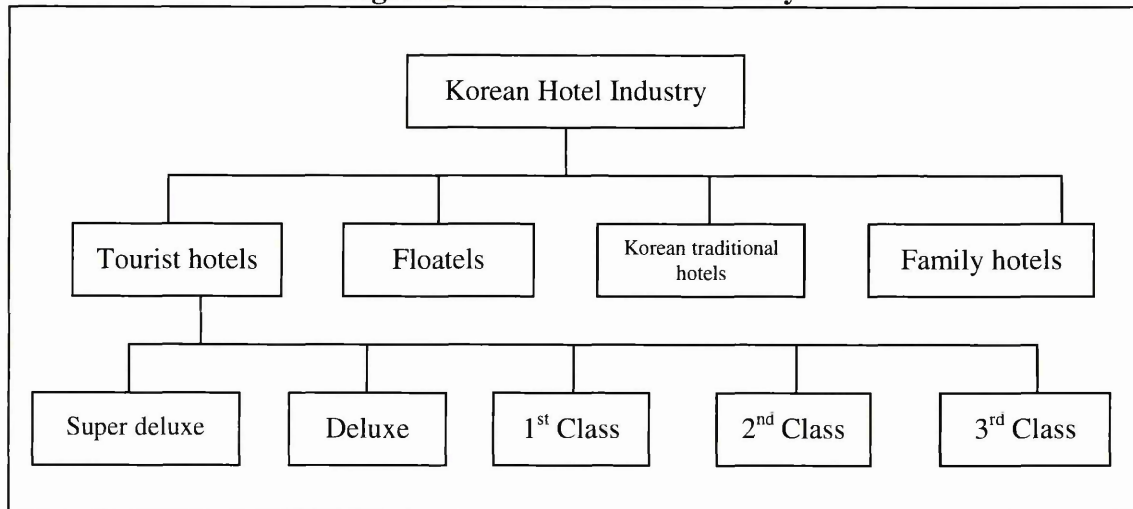 Korean Hotel Industry
Tourist hotels
Floatels
Korean traditional
hotels
Family hotels
Super deluxe
Deluxe
1st Class
2nd Class
3rd Class